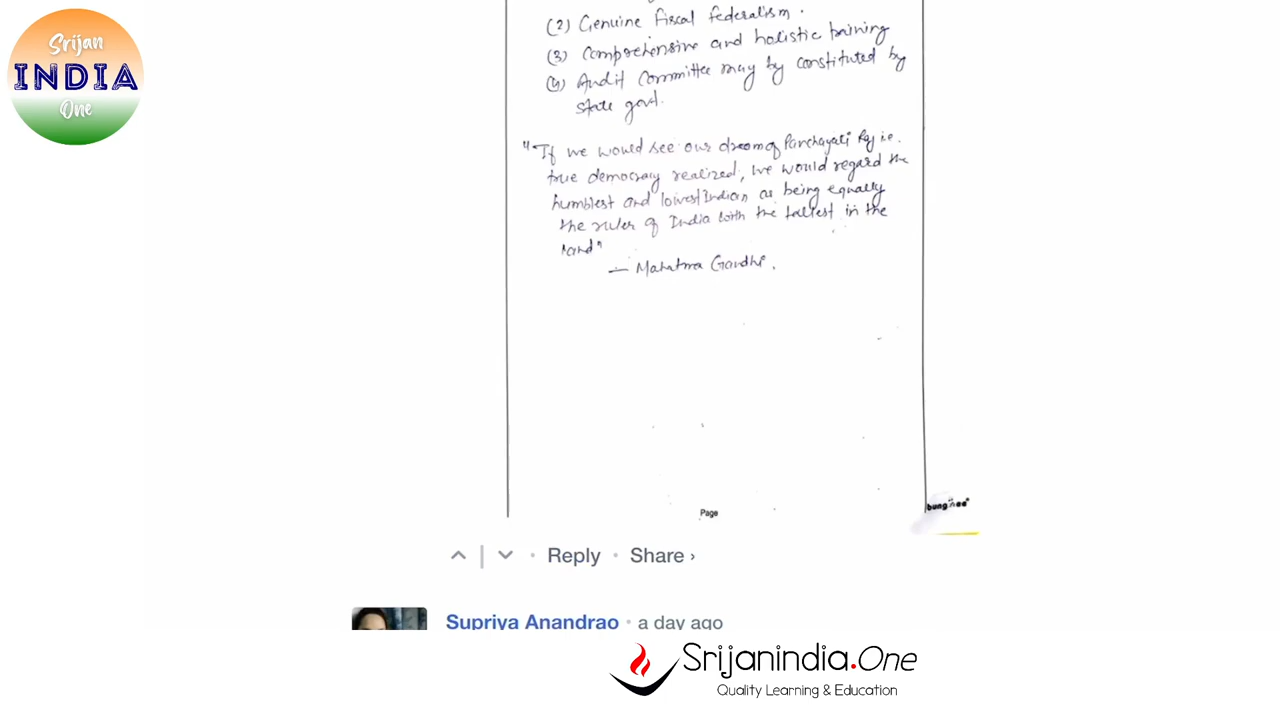 Srijan
INDIA
One
(2) Genuine fiscal federalism.
(3) Comprehensive and holistic training
(4) Audit Committee may by constituted by
state govt.
"If we would see our dream of Panchayati Raj i.e.
true democracy realized, we would regard the
humblest and lowest Indian as being equally
the ruler of India with the tallest in the
land"
— Mahatma Gandhi.
Page
Reply
Share ›
Supriya Anandrao • a day ago
Srijanindia.One
Quality Learning & Education